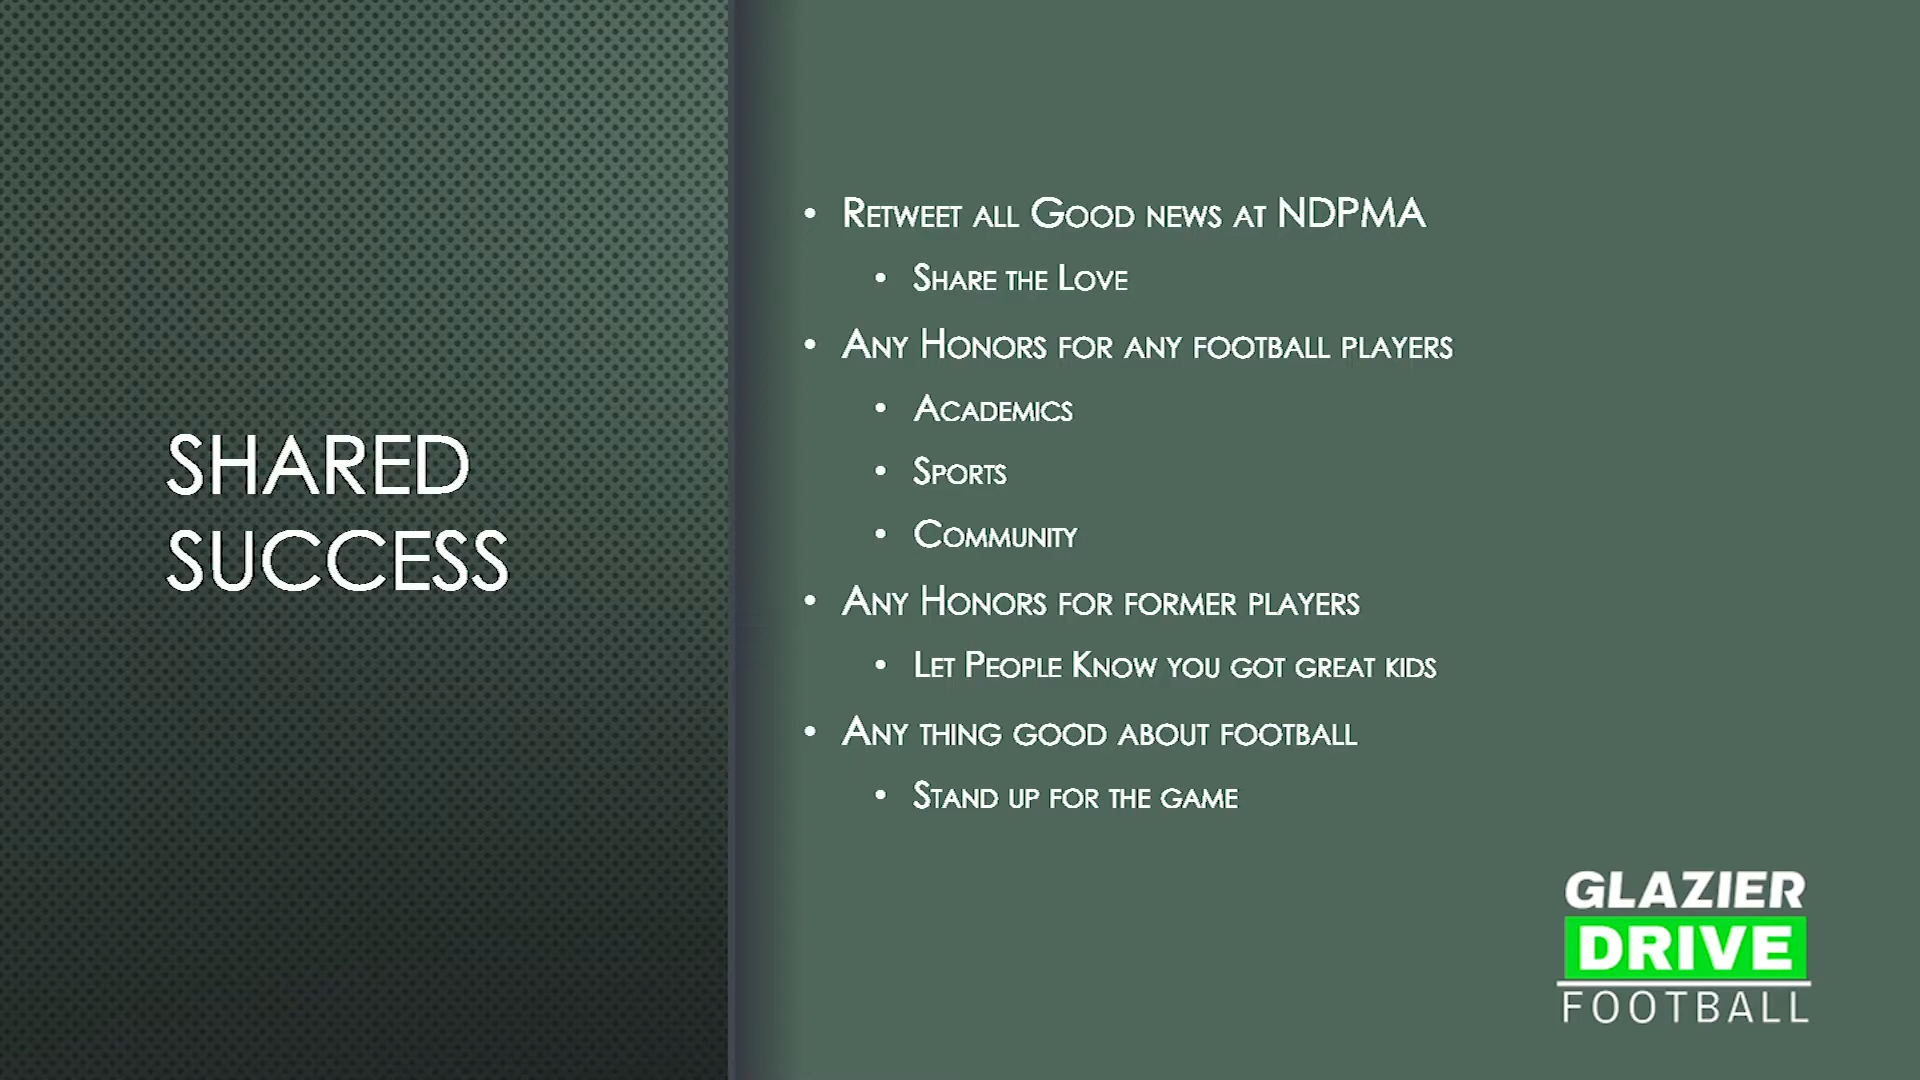 SHARED
SUCCESS
• Retweet all Good news at NDPMA
• Share the Love
• Any Honors for any football players
• Academics
• Sports
• Community
• Any Honors for former players
• Let People Know you got great kids
• Any thing good about football
• Stand up for the game
GLAZIER
DRIVE
FOOTBALL